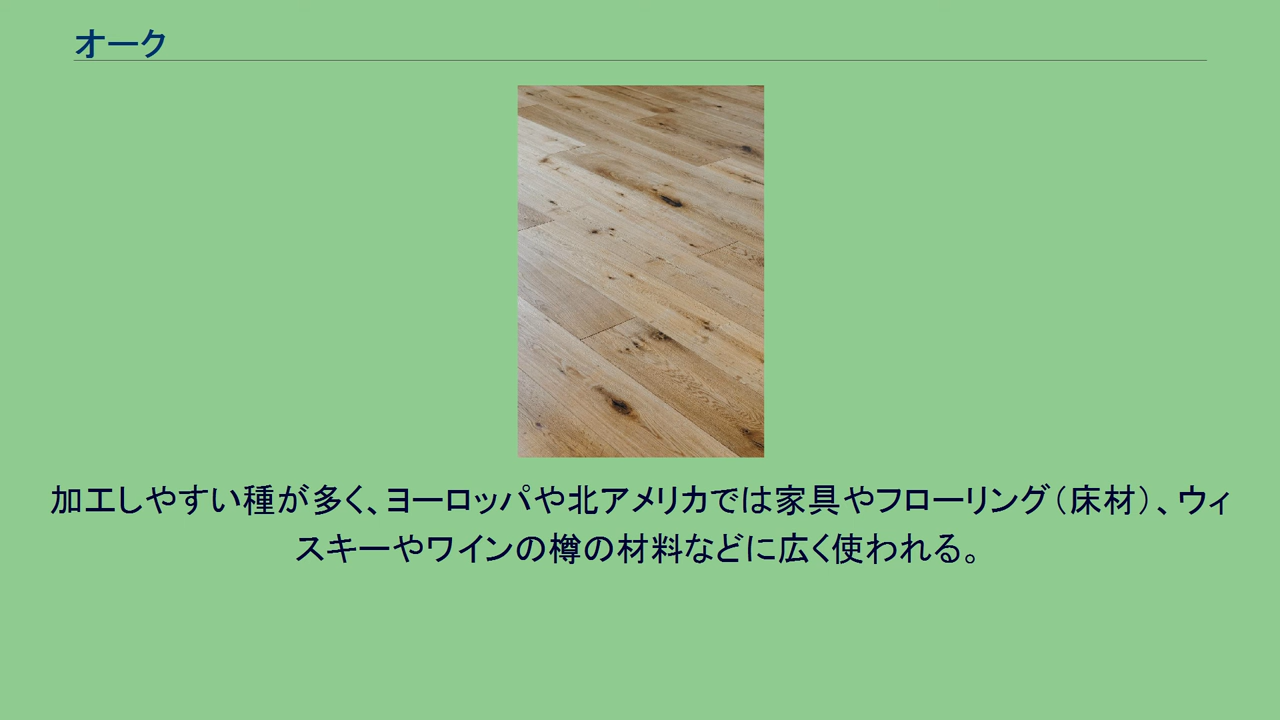 オーク
加工しやすい種が多く、ヨーロッパや北アメリカでは家具やフローリング（床材）、ウィ
スキーやワインの樽の材料などに広く使われる。